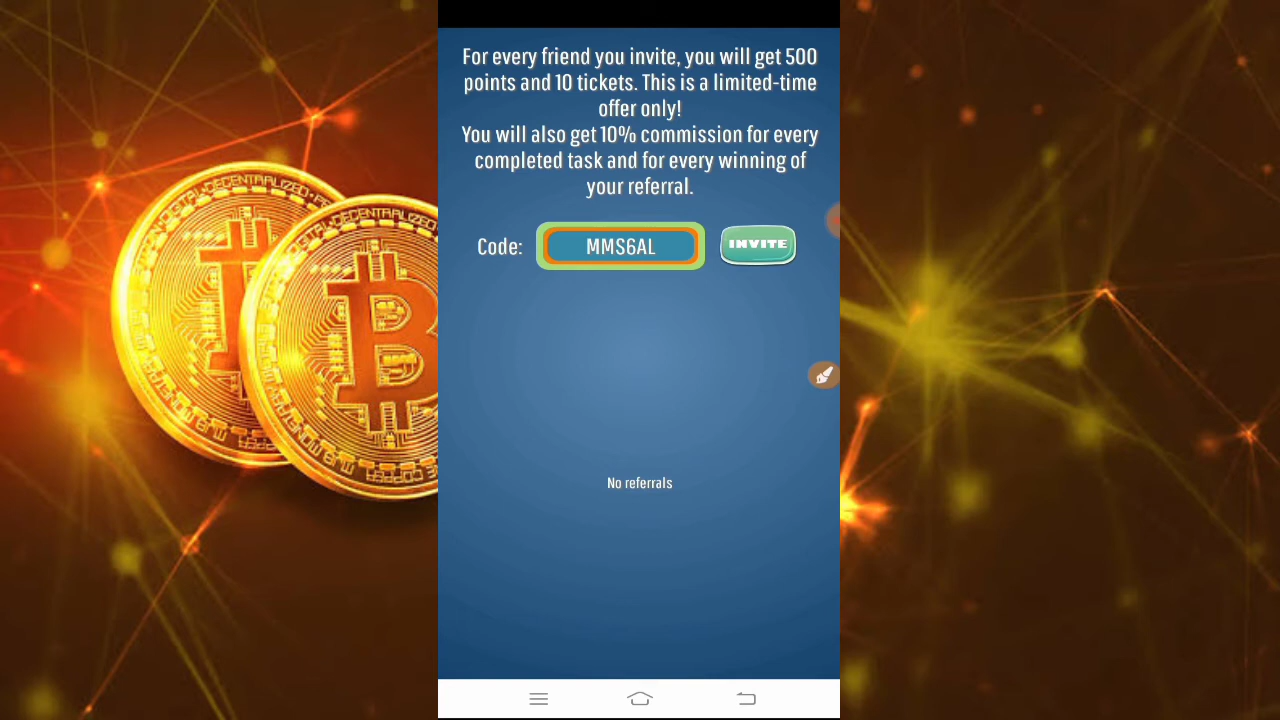 For every friend you invite, you will get 500
points and 10 tickets. This is a limited-time
offer only!
You will also get 10% commission for every
completed task and for every winning of
your referral.
Code: MMS6AL INVITE
No referrals